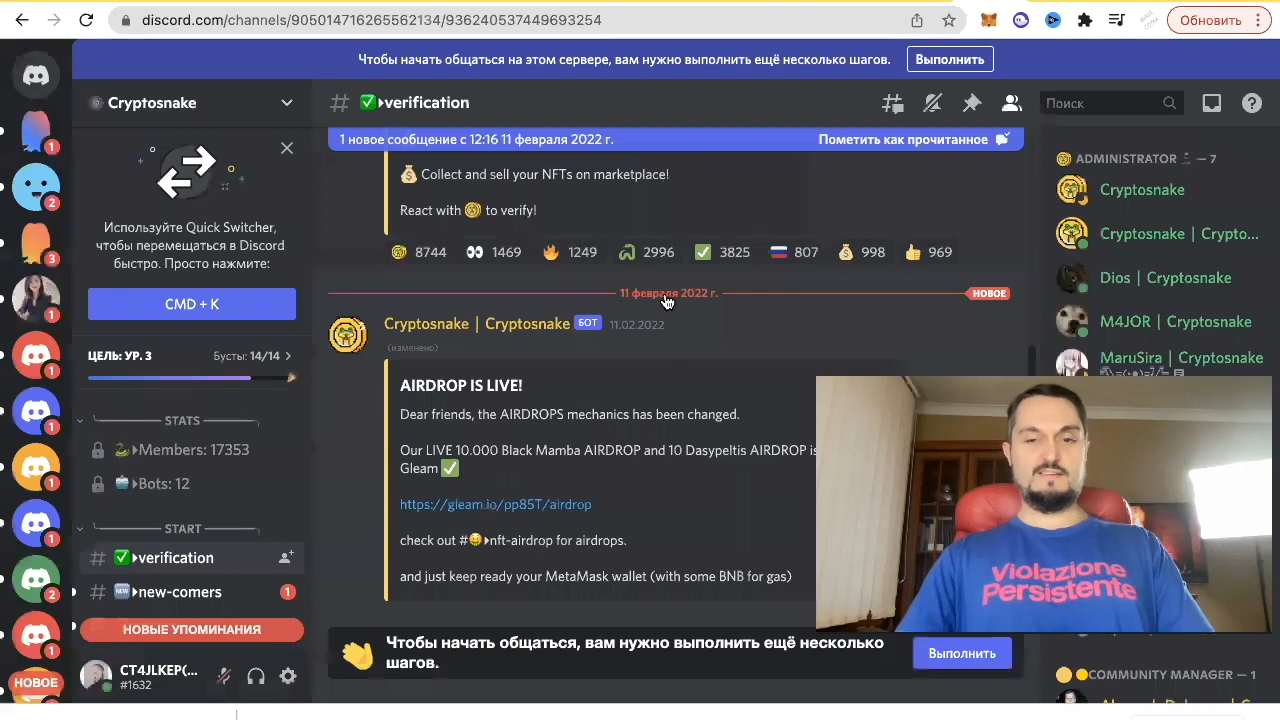 discord.com/channels/905014716265562134/936240537449693254
Обновить
Чтобы начать общаться на этом сервере, вам нужно выполнить ещё несколько шагов.
Выполнить
Cryptosnake
✅▸verification
Поиск
1 новое сообщение с 12:16 11 февраля 2022 г.
Пометить как прочитанное
Используйте Quick Switcher,
чтобы перемещаться в Discord
быстро. Просто нажмите:
CMD + K
ЦЕЛЬ: УР. 3
Бусты: 14/14
STATS
Members: 17353
Bots: 12
START
# ✅▸verification
# 🆕▸new-comers
1
НОВЫЕ УПОМИНАНИЯ
CT4JLKEP(...
#1632
НОВОЕ
💰 Collect and sell your NFTs on marketplace!
React with to verify!
8744 👀 1469 🔥 1249 2996 ✅ 3825 🇷🇺 807 💰 998 👍 969
11 февраля 2022 г.
НОВОЕ
Cryptosnake | Cryptosnake БОТ 11.02.2022
(изменено)
AIRDROP IS LIVE!
Dear friends, the AIRDROPS mechanics has been changed.
Our LIVE 10.000 Black Mamba AIRDROP and 10 Dasypeltis AIRDROP is
Gleam ✅
https://gleam.io/pp85T/airdrop
check out #😛▸nft-airdrop for airdrops.
and just keep ready your MetaMask wallet (with some BNB for gas)
Чтобы начать общаться, вам нужно выполнить ещё несколько
шагов.
Выполнить
ADMINISTRATOR — 7
Cryptosnake
Cryptosnake | Crypto...
Dios | Cryptosnake
M4JOR | Cryptosnake
MaruSira | Cryptosnake
Violazione
Persistente
COMMUNITY MANAGER — 1